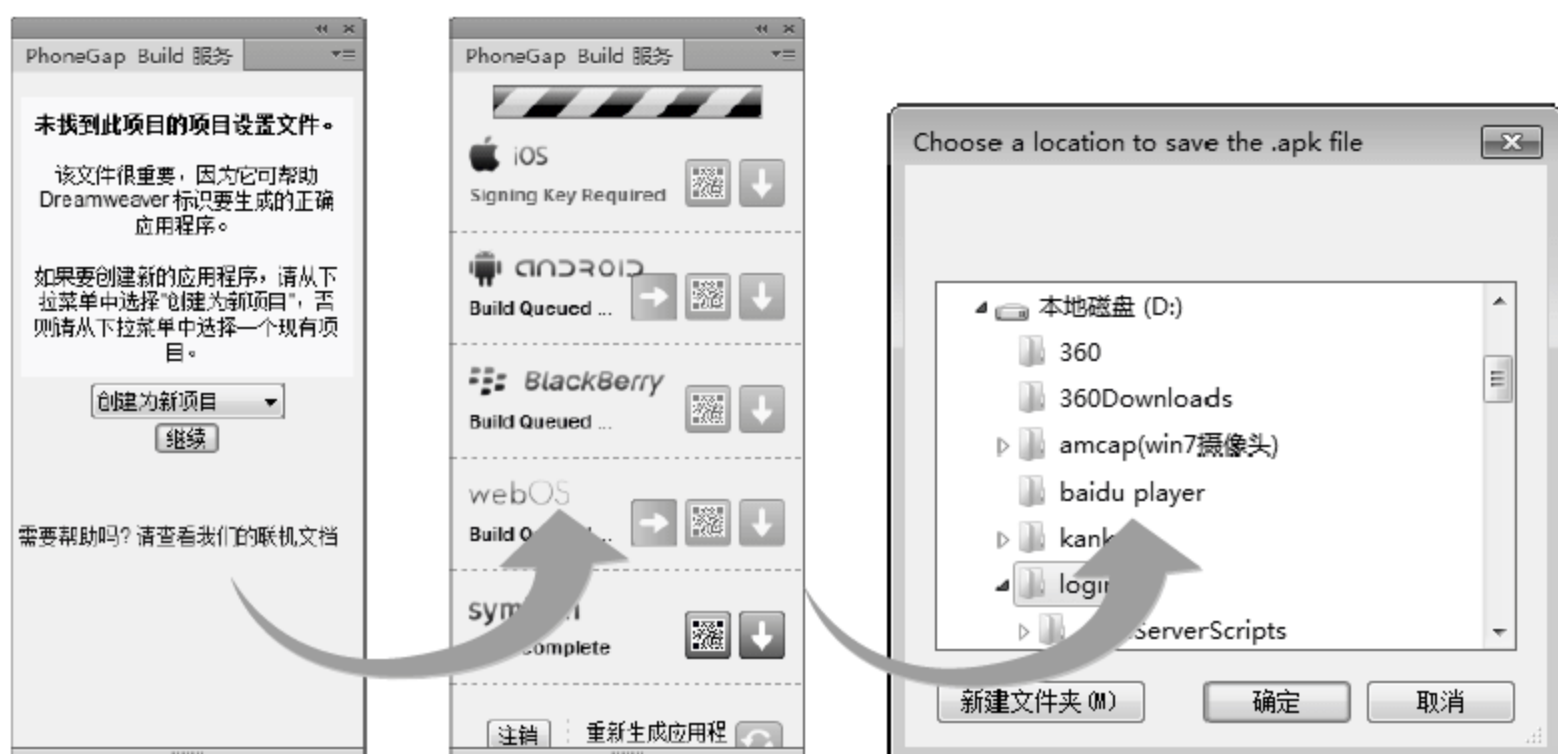 PhoneGap Build 服务
未找到此项目的项目设置文件。
该文件很重要，因为它可帮助
Dreamweaver 标识要生成的正确
应用程序。
如果要创建新的应用程序，请从下
拉菜单中选择"创建为新项目"，否
则请从下拉菜单中选择一个现有项
目。
创建为新项目
继续
需要帮助吗? 请查看我们的联机文档
PhoneGap Build 服务
iOS
Signing Key Required
ANDROID
Build Queued ...
BlackBerry
Build Queued ...
webOS
Build
complete
注销
重新生成应用程
Choose a location to save the .apk file
本地磁盘 (D:)
360
360Downloads
amcap(win7摄像头)
baidu player
kank
login
ServerScripts
新建文件夹(M)
确定
取消